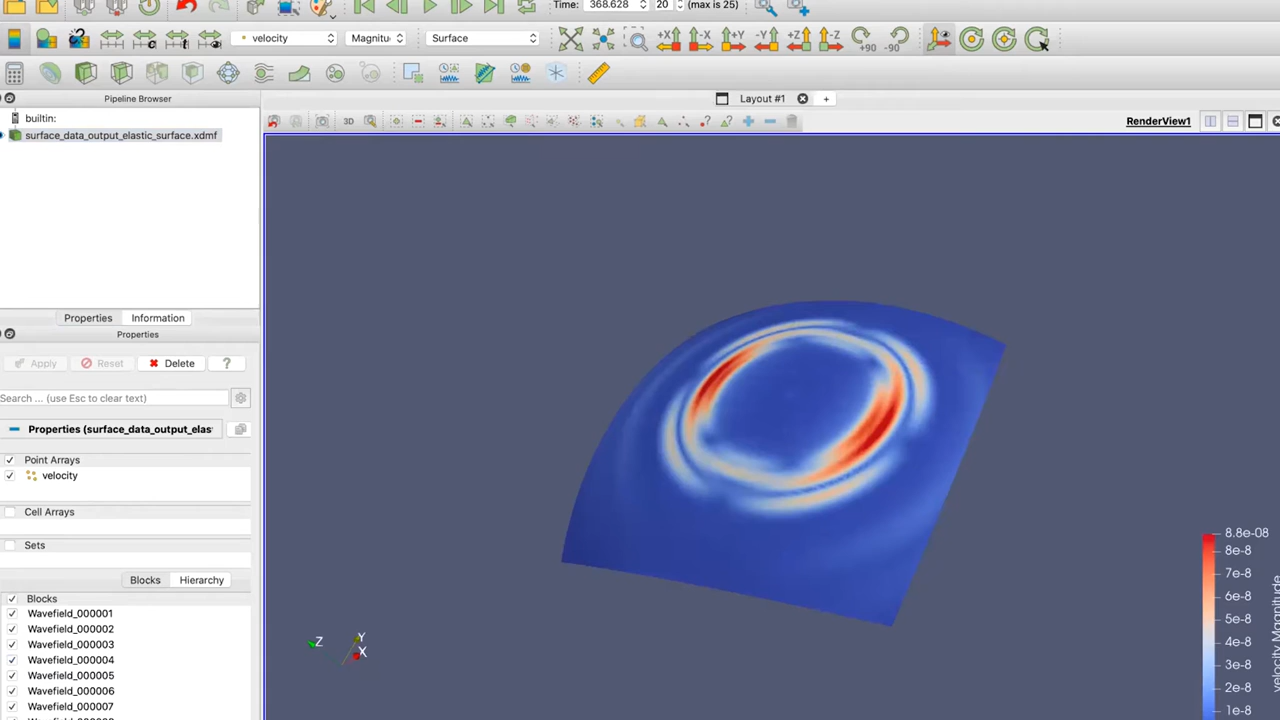 Time: 368.628 20 (max is 25)
velocity Magnitu Surface +X -X +Y -Y +Z -Z +90 -90
Pipeline Browser
Layout #1
+
builtin:
surface_data_output_elastic_surface.xdmf
3D
RenderView1
Properties Information
Properties
Apply Reset Delete ?
Search ... (use Esc to clear text)
Properties (surface_data_output_elas
Point Arrays
velocity
Cell Arrays
Sets
Blocks Hierarchy
Blocks
Wavefield_000001
Wavefield_000002
Wavefield_000003
Wavefield_000004
Wavefield_000005
Wavefield_000006
Wavefield_000007
Z Y X
8.8e-08
8e-8
7e-8
6e-8
5e-8
4e-8
3e-8
2e-8
1e-8
velocity Magnitude